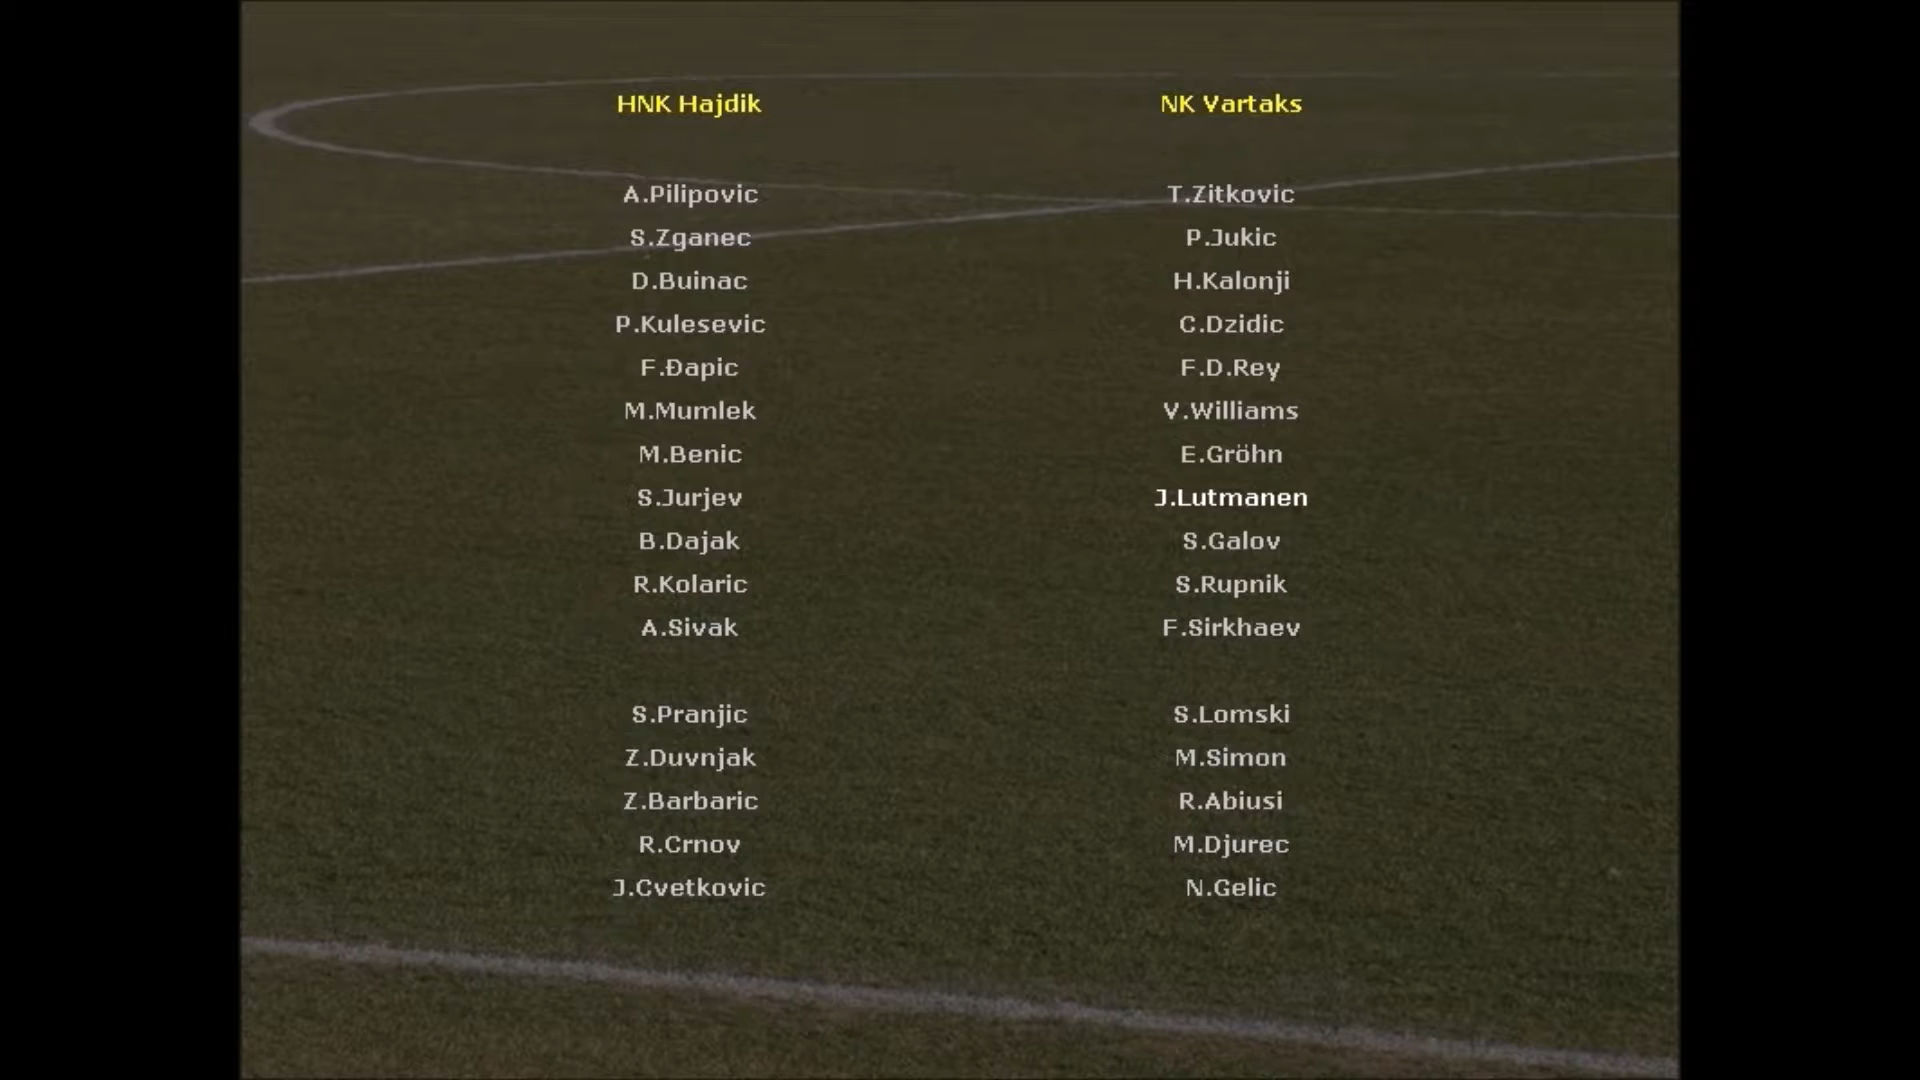 HNK Hajdik
A.Pilipovic
S.Zganec
D.Buinac
P.Kulesevic
F.Đapic
M.Mumlek
M.Benic
S.Jurjev
B.Dajak
R.Kolaric
A.Sivak
S.Pranjic
Z.Duvnjak
Z.Barbaric
R.Crnov
J.Cvetkovic
NK Vartaks
T.Zitkovic
P.Jukic
H.Kalonji
C.Dzidic
F.D.Rey
V.Williams
E.Gröhn
J.Lutmanen
S.Galov
S.Rupnik
F.Sirkhaev
S.Lomski
M.Simon
R.Abiusi
M.Djurec
N.Gelic